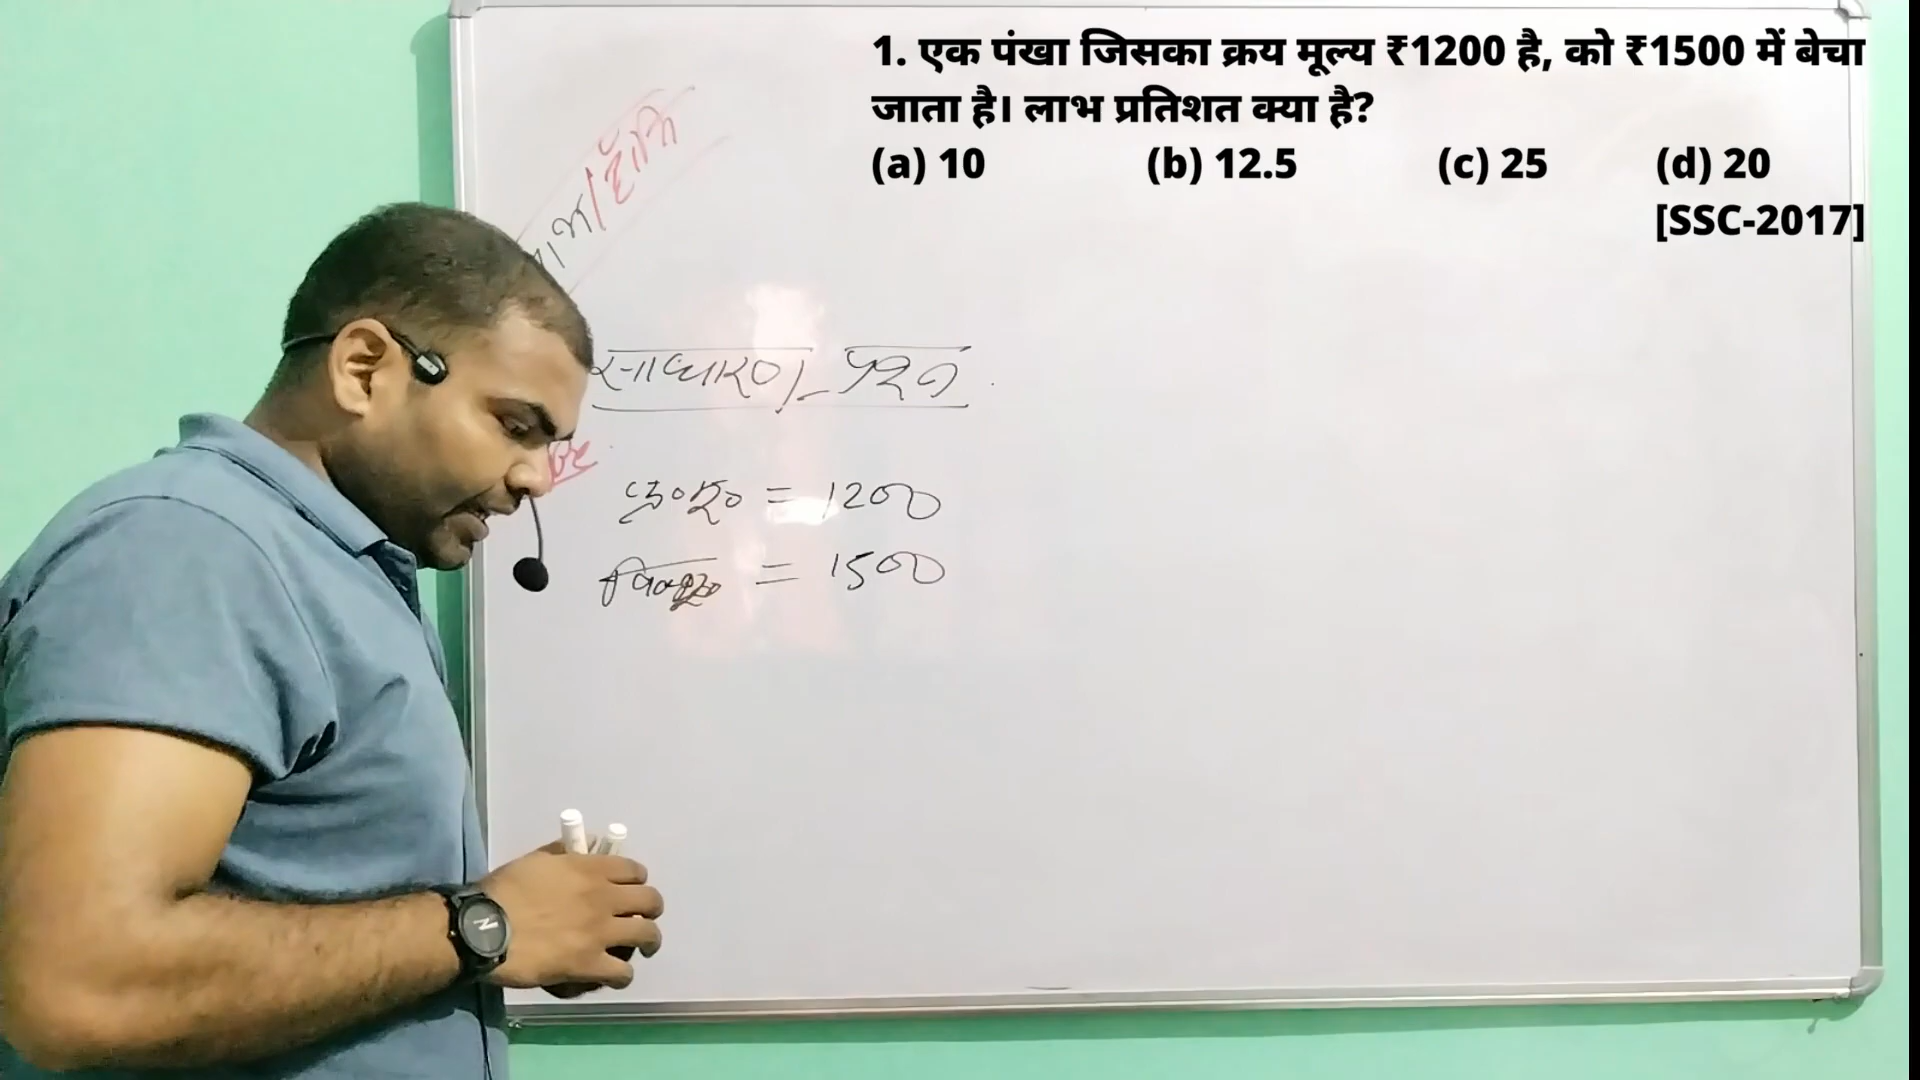 1. एक पंखा जिसका क्रय मूल्य ₹1200 है, को ₹1500 में बेचा
जाता है। लाभ प्रतिशत क्या है?
(a) 10 (b) 12.5 (c) 25 (d) 20
[SSC-2017]
/हानि
साधारण प्रश्न
क्र०मू० = 1200
वि०मू० = 1500